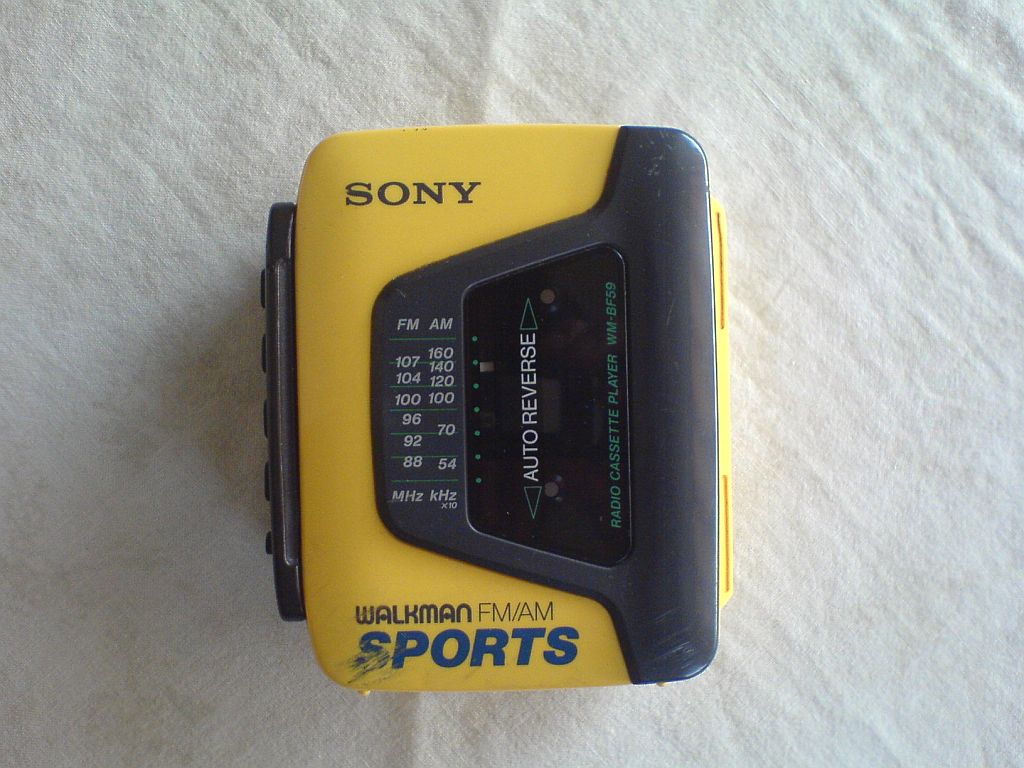 SONY
FM AM
160
107 140
104 120
100 100
96
70
92
88 54
MHz kHz
x10
AUTO REVERSE
RADIO CASSETTE PLAYER WM-BF59
WALKMAN FM/AM
SPORTS